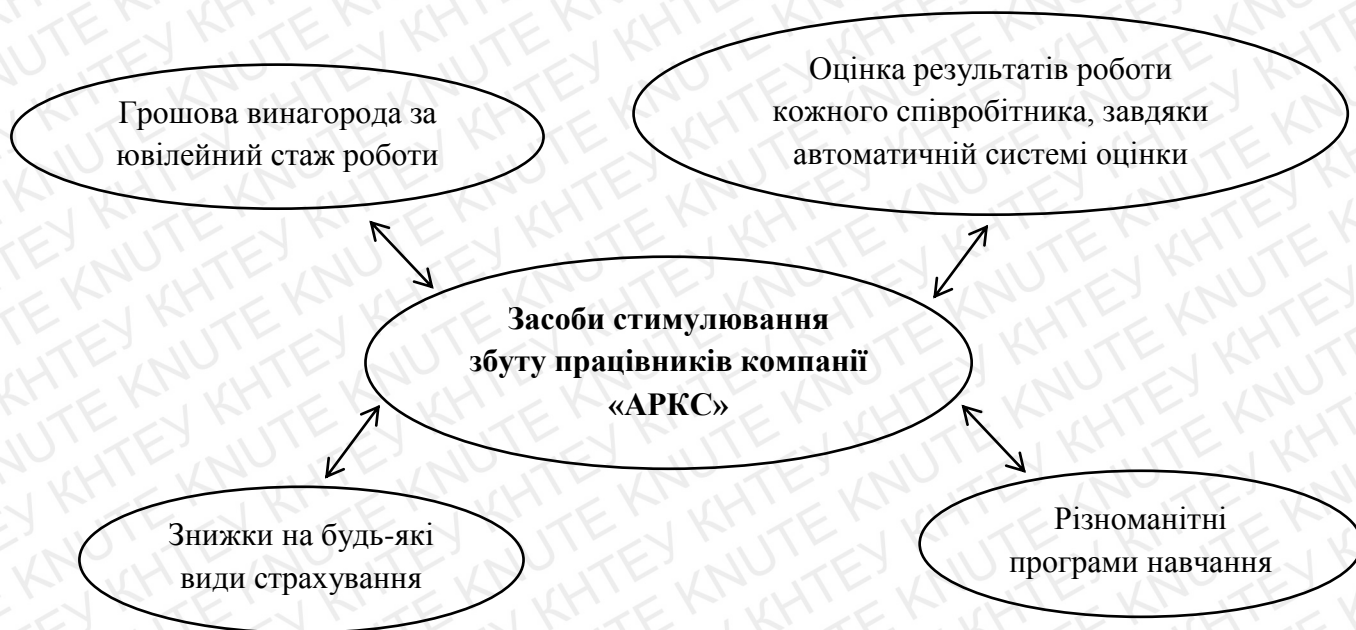 Грошова винагорода за
ювілейний стаж роботи
Оцінка результатів роботи
кожного співробітника, завдяки
автоматичній системі оцінки
Засоби стимулювання
збуту працівників компанії
«АРКС»
Знижки на будь-які
види страхування
Різноманітні
програми навчання